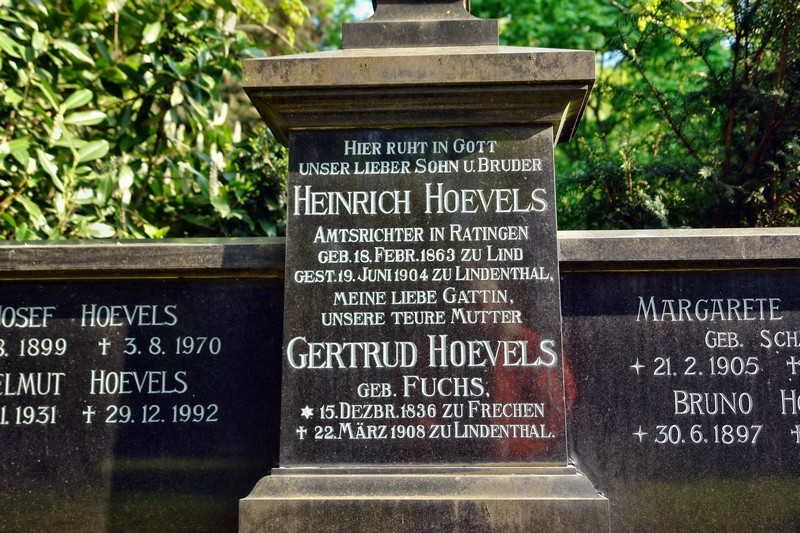 HIER RUHT IN GOTT
UNSER LIEBER SOHN U. BRUDER
HEINRICH HOEVELS
AMTSRICHTER IN RATINGEN
GEB. 18. FEBR. 1863 ZU LIND
GEST. 19. JUNI 1904 ZU LINDENTHAL,
MEINE LIEBE GATTIN,
UNSERE TEURE MUTTER
GERTRUD HOEVELS
GEB. FUCHS,
* 15. DEZBR. 1836 ZU FRECHEN
† 22. MÄRZ 1908 ZU LINDENTHAL.
JOSEF HOEVELS
1899 † 3. 8. 1970
HOEVELS
1931 † 29. 12. 1992
MARGARETE
GEB.
+ 21. 2. 1905
BRUNO
+ 30. 6. 1897